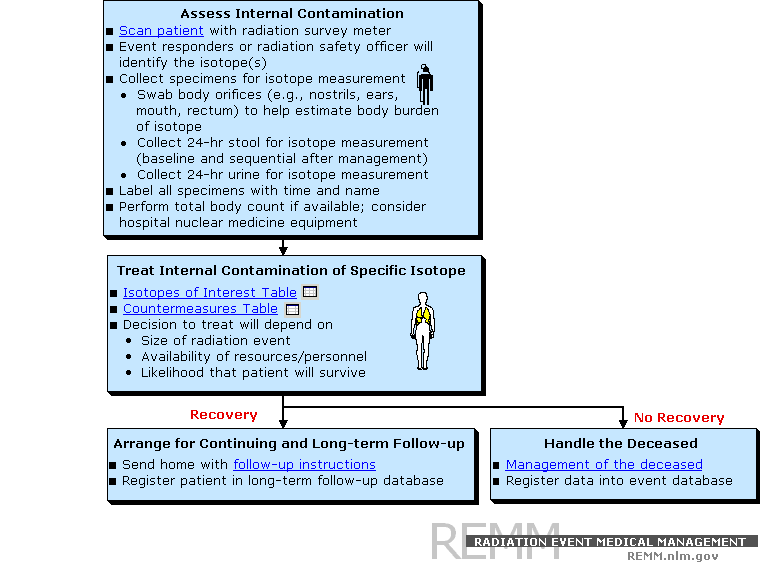 Assess Internal Contamination
■ Scan patient with radiation survey meter
■ Event responders or radiation safety officer will
identify the isotope(s)
■ Collect specimens for isotope measurement
• Swab body orifices (e.g., nostrils, ears,
mouth, rectum) to help estimate body burden
of isotope
• Collect 24-hr stool for isotope measurement
(baseline and sequential after management)
• Collect 24-hr urine for isotope measurement
■ Label all specimens with time and name
■ Perform total body count if available; consider
hospital nuclear medicine equipment
Treat Internal Contamination of Specific Isotope
■ Isotopes of Interest Table
■ Countermeasures Table
■ Decision to treat will depend on
• Size of radiation event
• Availability of resources/personnel
• Likelihood that patient will survive
Recovery
No Recovery
Arrange for Continuing and Long-term Follow-up
■ Send home with follow-up instructions
■ Register patient in long-term follow-up database
Handle the Deceased
■ Management of the deceased
■ Register data into event database
REMM
RADIATION EVENT MEDICAL MANAGEMENT
REMM.nlm.gov